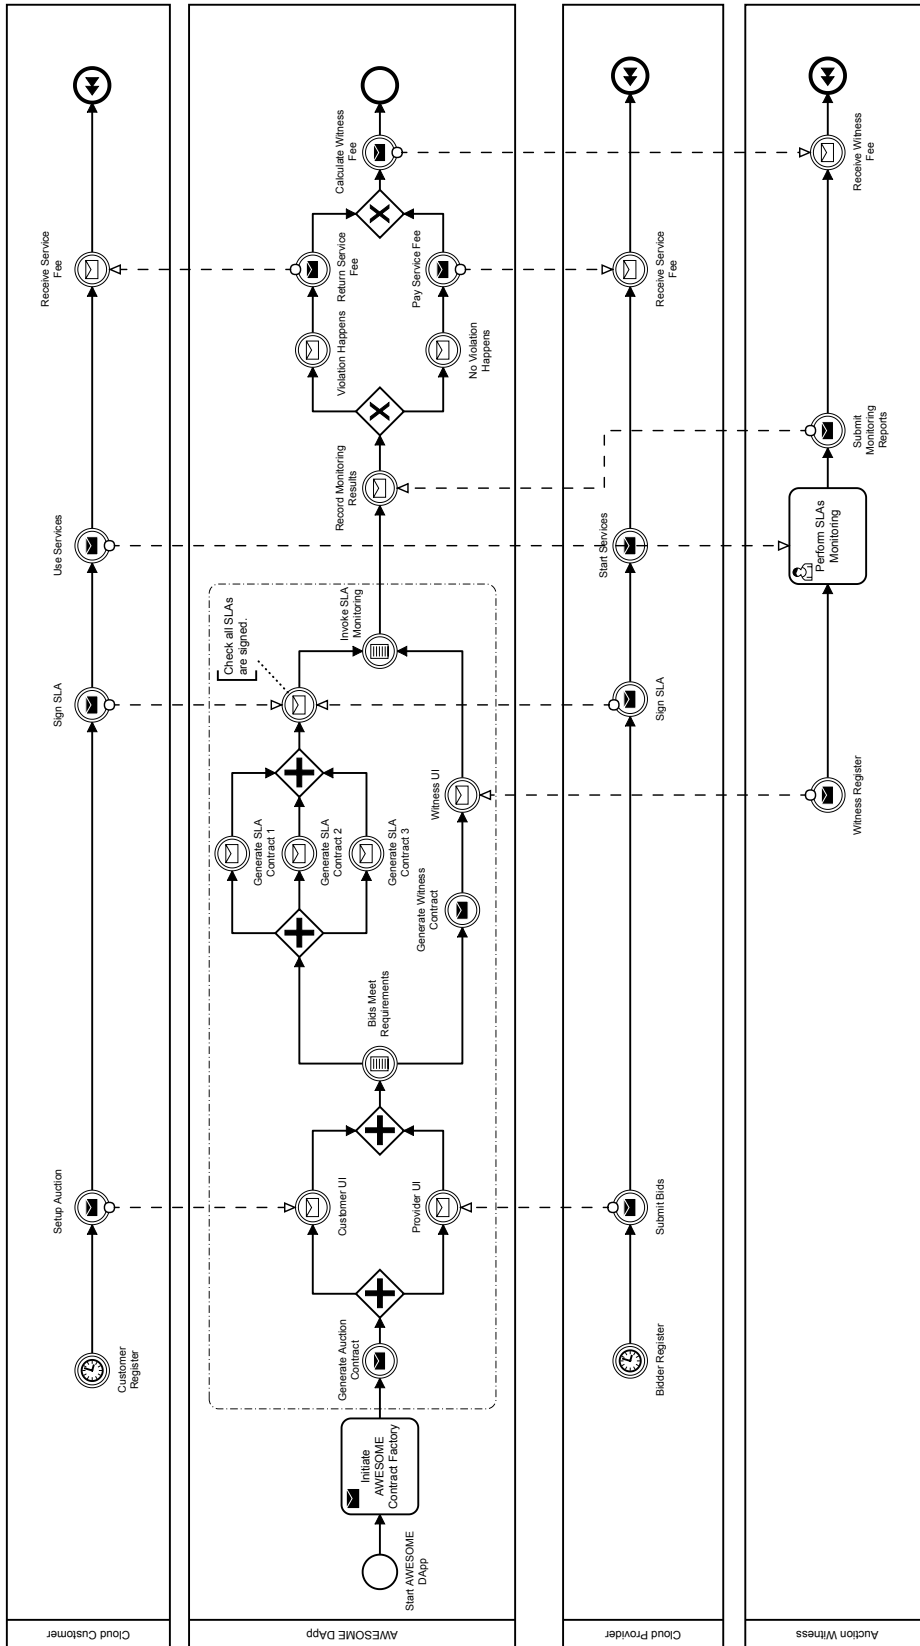 Cloud Customer
Customer
Register
Setup Auction
Sign SLA
Use Services
Receive Service
Fee
AWESOME DApp
Start AWESOME
DApp
Initiate
AWESOME
Contract Factory
Generate Auction
Contract
Customer UI
Provider UI
Bids Meet
Requirements
Generate SLA
Contract 1
Generate SLA
Contract 2
Generate SLA
Contract 3
Generate Witness
Contract
Witness UI
Check all SLAs
are signed.
Invoke SLA
Monitoring
Record Monitoring
Results
Violation Happens
No Violation
Happens
Return Service
Fee
Pay Service Fee
Calculate Witness
Fee
Cloud Provider
Bidder Register
Submit Bids
Sign SLA
Start Services
Receive Service
Fee
Auction Witness
Witness Register
Perform SLAs
Monitoring
Submit
Monitoring
Reports
Receive Witness
Fee